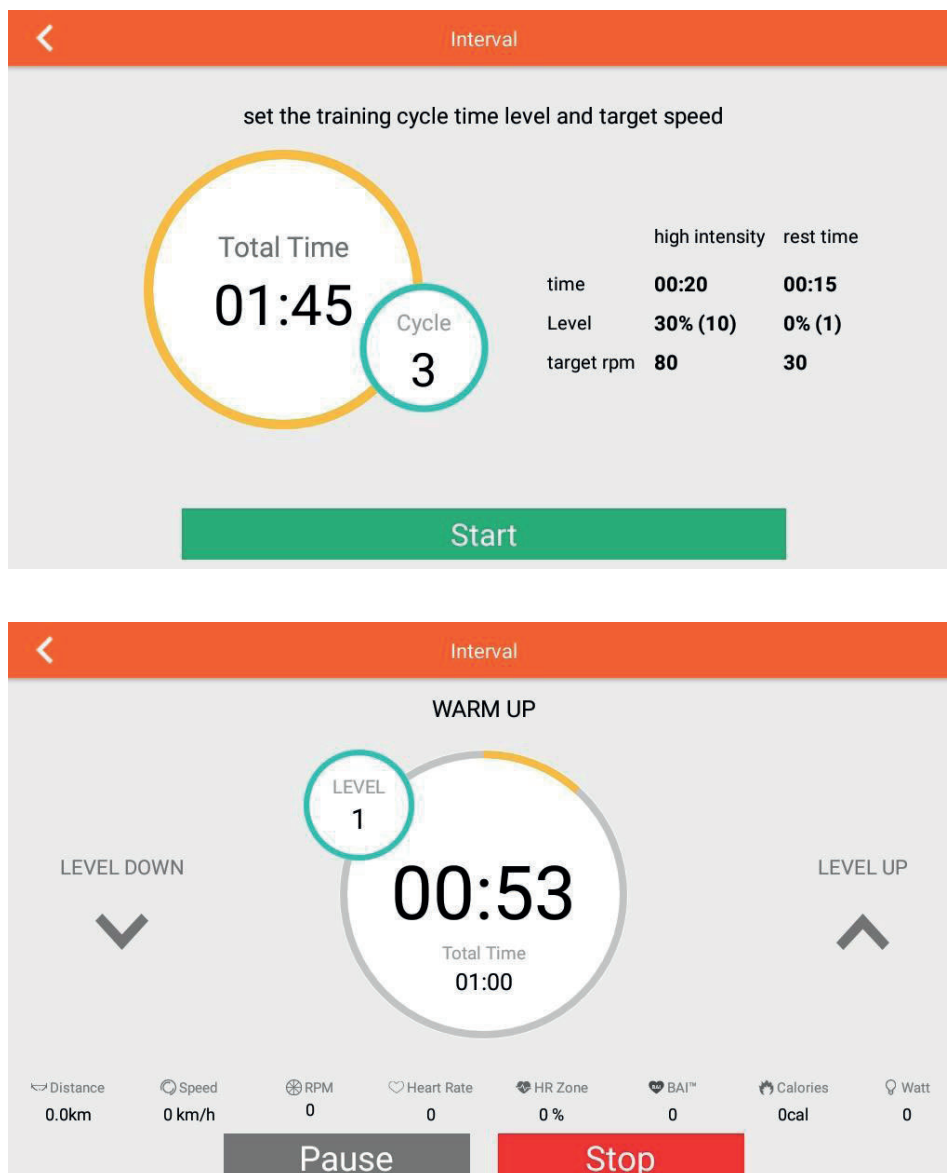 Interval
set the training cycle time level and target speed
Total Time
01:45
Cycle
3
high intensity rest time
time 00:20 00:15
Level 30% (10) 0% (1)
target rpm 80 30
Start
Interval
WARM UP
LEVEL
1
LEVEL DOWN
00:53
Total Time
01:00
LEVEL UP
Distance Speed RPM Heart Rate HR Zone BAI™ Calories Watt
0.0km 0 km/h 0 0 0 % 0 0cal 0
Pause Stop